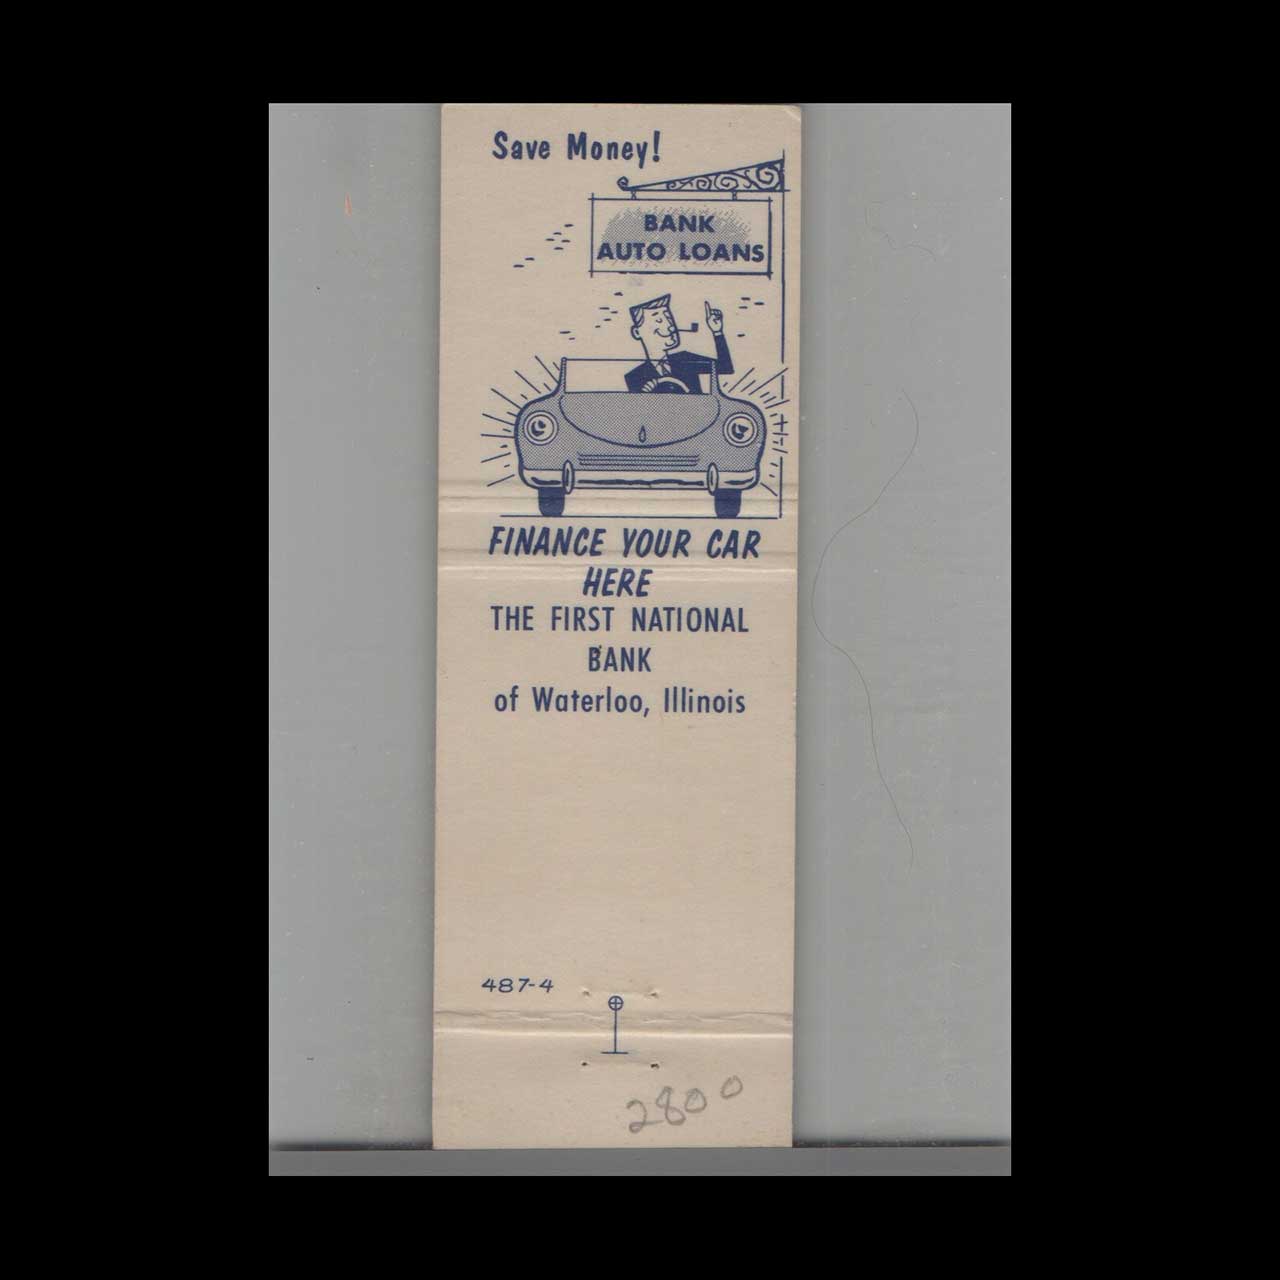 Save Money!
BANK
AUTO LOANS
FINANCE YOUR CAR
HERE
THE FIRST NATIONAL
BANK
of Waterloo, Illinois
487-4
2800